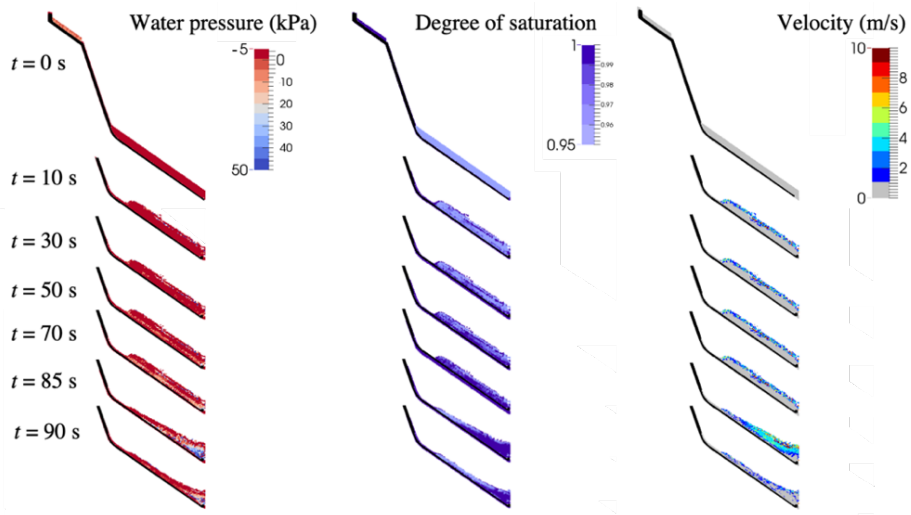 Water pressure (kPa)
Degree of saturation
Velocity (m/s)
-5
0
10
20
30
40
50
1
0.99
0.98
0.97
0.96
0.95
10
8
6
4
2
0
t = 0 s
t = 10 s
t = 30 s
t = 50 s
t = 70 s
t = 85 s
t = 90 s